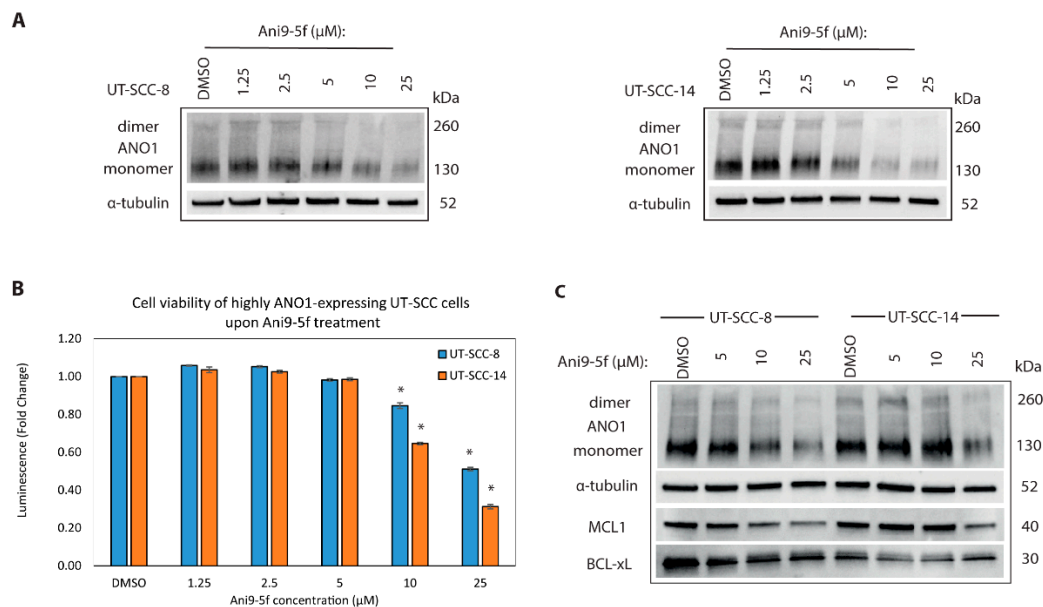 A
Ani9-5f (µM):
UT-SCC-8
DMSO
1.25
2.5
5
10
25
kDa
dimer
260
ANO1
monomer
130
α-tubulin
52
Ani9-5f (µM):
UT-SCC-14
DMSO
1.25
2.5
5
10
25
kDa
dimer
260
ANO1
monomer
130
α-tubulin
52
B
Cell viability of highly ANO1-expressing UT-SCC cells
upon Ani9-5f treatment
Luminescence (Fold Change)
1.20
1.00
0.80
0.60
0.40
0.20
0.00
UT-SCC-8
UT-SCC-14
*
*
*
*
DMSO
1.25
2.5
5
10
25
Ani9-5f concentration (µM)
C
UT-SCC-8
UT-SCC-14
Ani9-5f (µM):
DMSO
5
10
25
DMSO
5
10
25
kDa
dimer
260
ANO1
monomer
130
α-tubulin
52
MCL1
40
BCL-xL
30